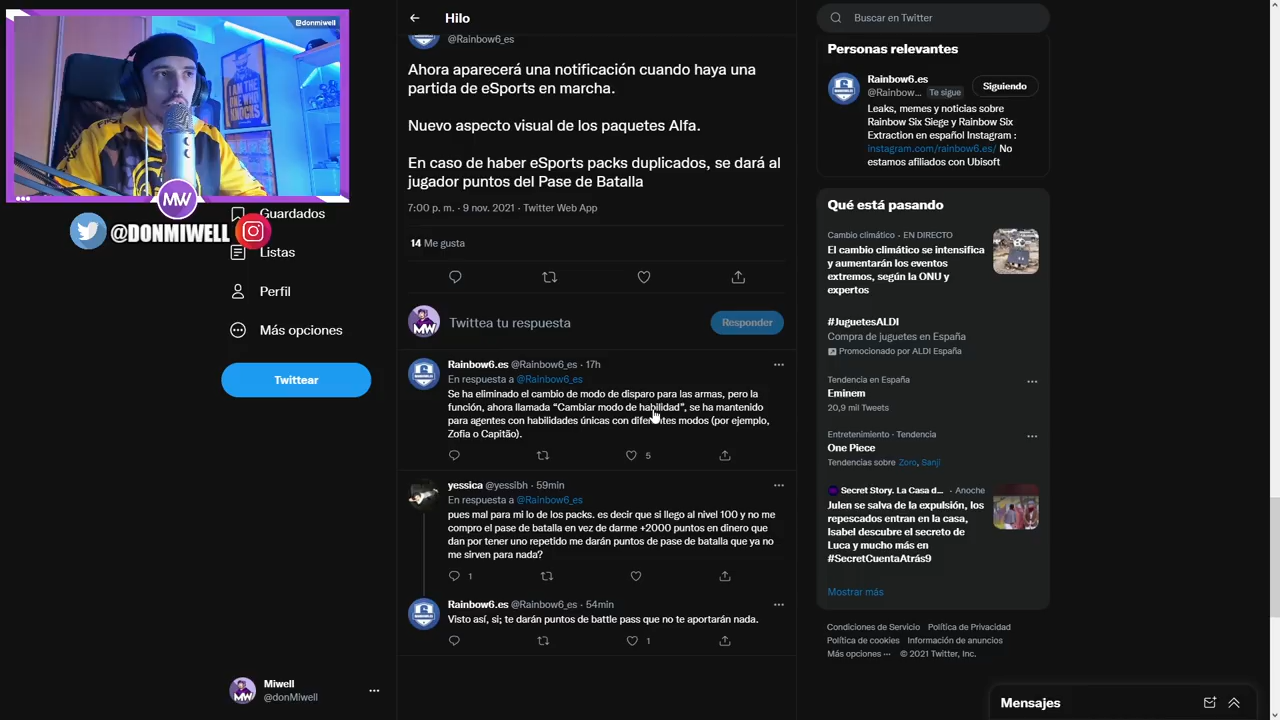 @donmiwell
I AM THE
ONE WHO
KNOCKS
MW
@DONMIWELL
Guardados
Listas
Perfil
Más opciones
Twittear
Miwell
@donMiwell
Hilo
@Rainbow6_es
Ahora aparecerá una notificación cuando haya una
partida de eSports en marcha.
Nuevo aspecto visual de los paquetes Alfa.
En caso de haber eSports packs duplicados, se dará al
jugador puntos del Pase de Batalla
7:00 p. m. · 9 nov. 2021 · Twitter Web App
14 Me gusta
MW
Twittea tu respuesta
Responder
Rainbow6.es @Rainbow6_es · 17h
En respuesta a @Rainbow6_es
Se ha eliminado el cambio de modo de disparo para las armas, pero la
función, ahora llamada “Cambiar modo de habilidad”, se ha mantenido
para agentes con habilidades únicas con diferentes modos (por ejemplo,
Zofia o Capitão).
5
yessica @yessibh · 59min
En respuesta a @Rainbow6_es
pues mal para mi lo de los packs. es decir que si llego al nivel 100 y no me
compro el pase de batalla en vez de darme +2000 puntos en dinero que
dan por tener uno repetido me darán puntos de pase de batalla que ya no
me sirven para nada?
1
Rainbow6.es @Rainbow6_es · 54min
Visto así, si; te darán puntos de battle pass que no te aportarán nada.
1
Buscar en Twitter
Personas relevantes
Rainbow6.es
@Rainbow... Te sigue
Siguiendo
Leaks, memes y noticias sobre
Rainbow Six Siege y Rainbow Six
Extraction en español Instagram :
instagram.com/rainbow6.es/ No
estamos afiliados con Ubisoft
Qué está pasando
Cambio climático · EN DIRECTO
El cambio climático se intensifica
y aumentarán los eventos
extremos, según la ONU y
expertos
#JuguetesALDI
Compra de juguetes en España
Promocionado por ALDI España
Tendencia en España
Eminem
20,9 mil Tweets
Entretenimiento · Tendencia
One Piece
Tendencias sobre Zoro, Sanji
Secret Story. La Casa d... · Anoche
Julen se salva de la expulsión, los
repescados entran en la casa,
Isabel descubre el secreto de
Luca y mucho más en
#SecretCuentaAtrás9
Mostrar más
Condiciones de Servicio Política de Privacidad
Política de cookies Información de anuncios
Más opciones ··· © 2021 Twitter, Inc.
Mensajes